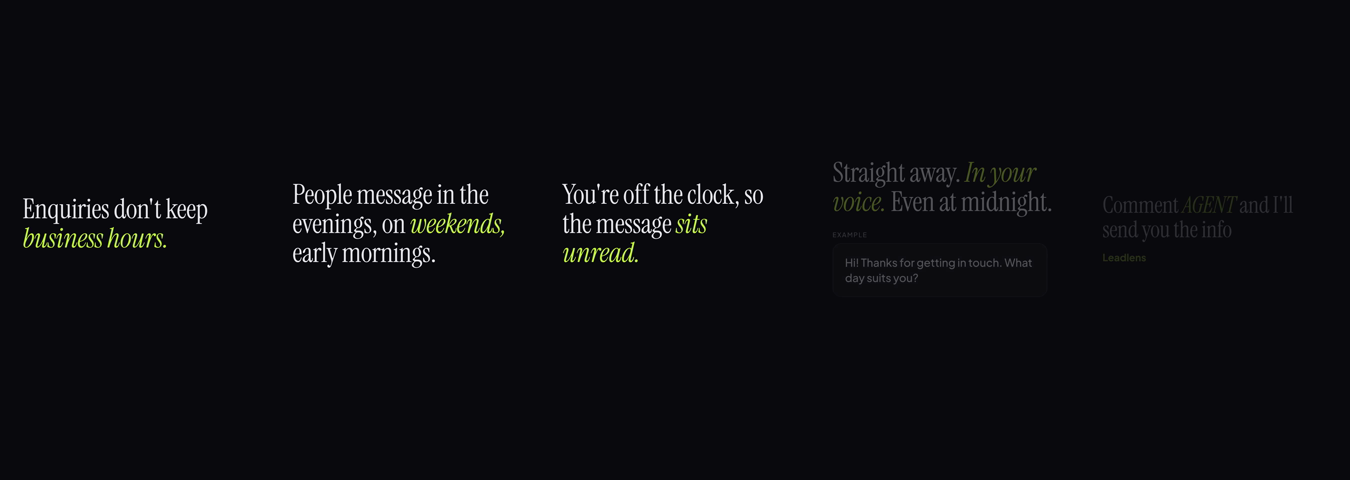 Enquiries don't keep
business hours.
People message in the
evenings, on weekends,
early mornings.
You're off the clock, so
the message sits
unread.
Straight away. In your
voice. Even at midnight.
EXAMPLE
Hi! Thanks for getting in touch. What
day suits you?
Comment AGENT and I'll
send you the info
Leadlens